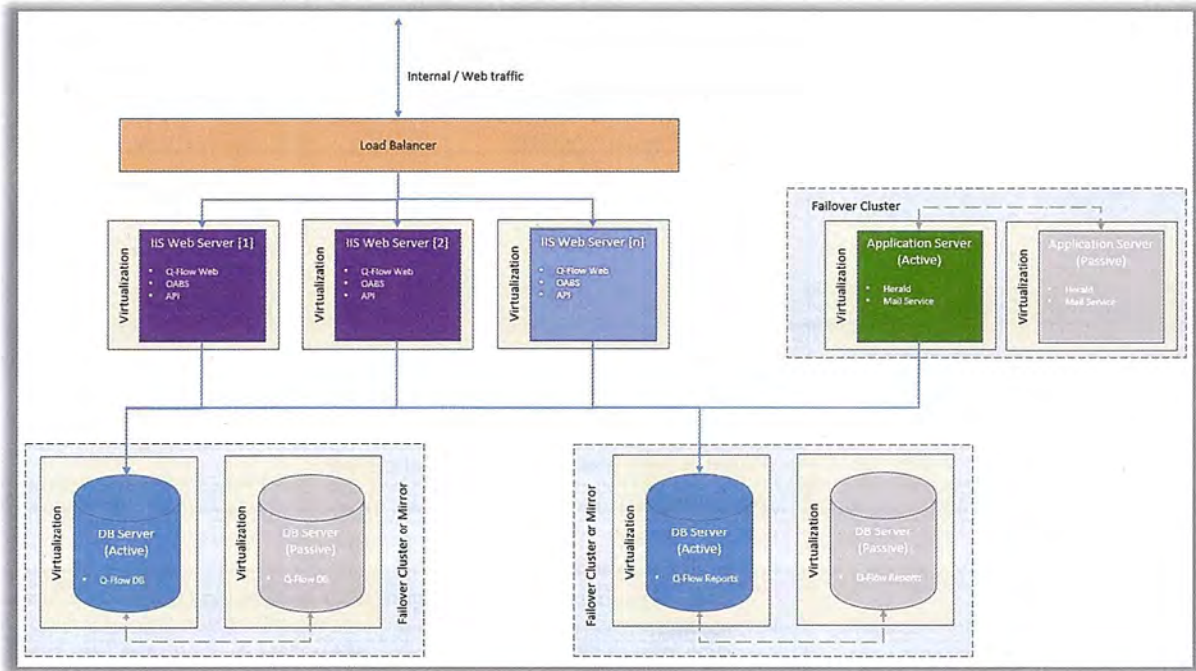 Internal / Web traffic
Load Balancer
Virtualization
IIS Web Server [1]
• Q-Flow Web
• OABS
• API
Virtualization
IIS Web Server [2]
• Q-Flow Web
• OABS
• API
Virtualization
IIS Web Server [n]
• Q-Flow Web
• OABS
• API
Failover Cluster
Virtualization
Application Server
(Active)
• Herald
• Mail Service
Virtualization
Application Server
(Passive)
• Herald
• Mail Service
Virtualization
DB Server
(Active)
• Q-Flow DB
Virtualization
DB Server
(Passive)
• Q-Flow DB
Failover Cluster or Mirror
Failover Cluster or Mirror
Virtualization
DB Server
(Active)
• Q-Flow Reports
Virtualization
DB Server
(Passive)
• Q-Flow Reports